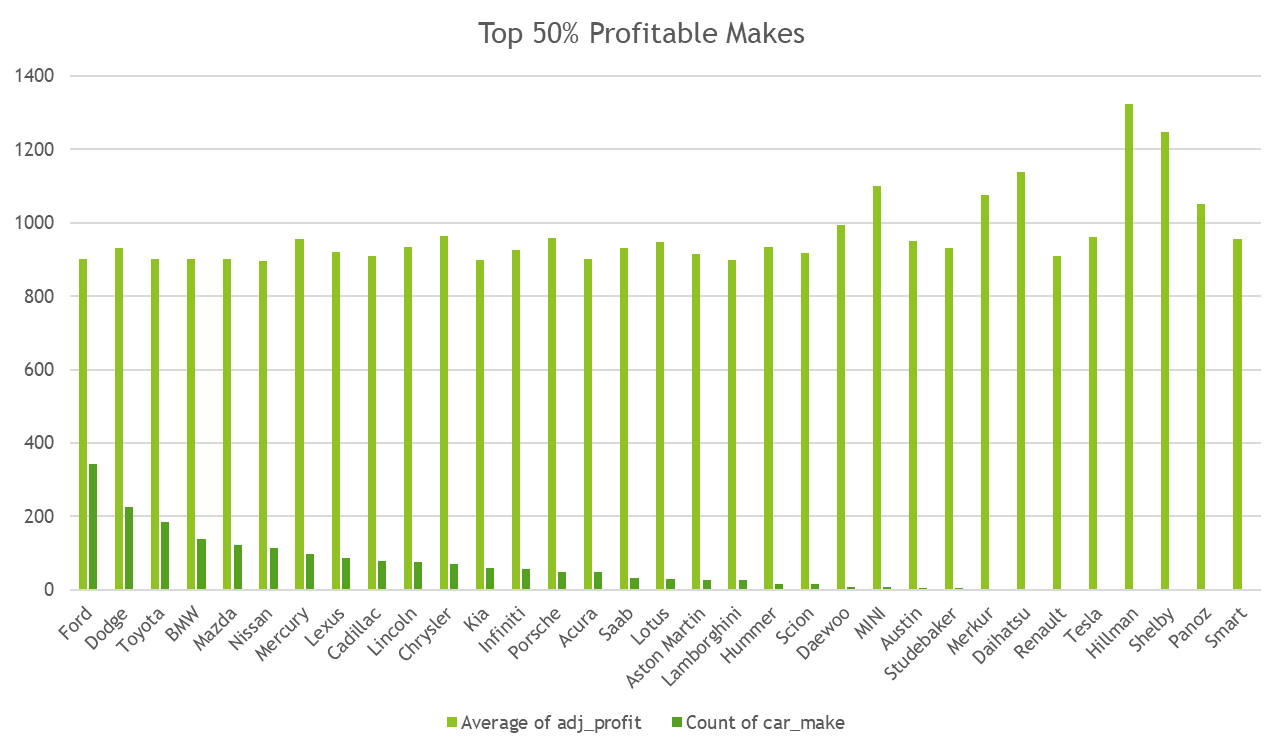 Top 50% Profitable Makes
1400
1200
1000
800
600
400
200
0
Ford
Dodge
Toyota
BMW
Mazda
Nissan
Mercury
Lexus
Cadillac
Lincoln
Chrysler
Kia
Infiniti
Porsche
Acura
Saab
Lotus
Aston Martin
Lamborghini
Hummer
Scion
Daewoo
MINI
Austin
Studebaker
Merkur
Daihatsu
Renault
Tesla
Hillman
Shelby
Panoz
Smart
Average of adj_profit
Count of car_make